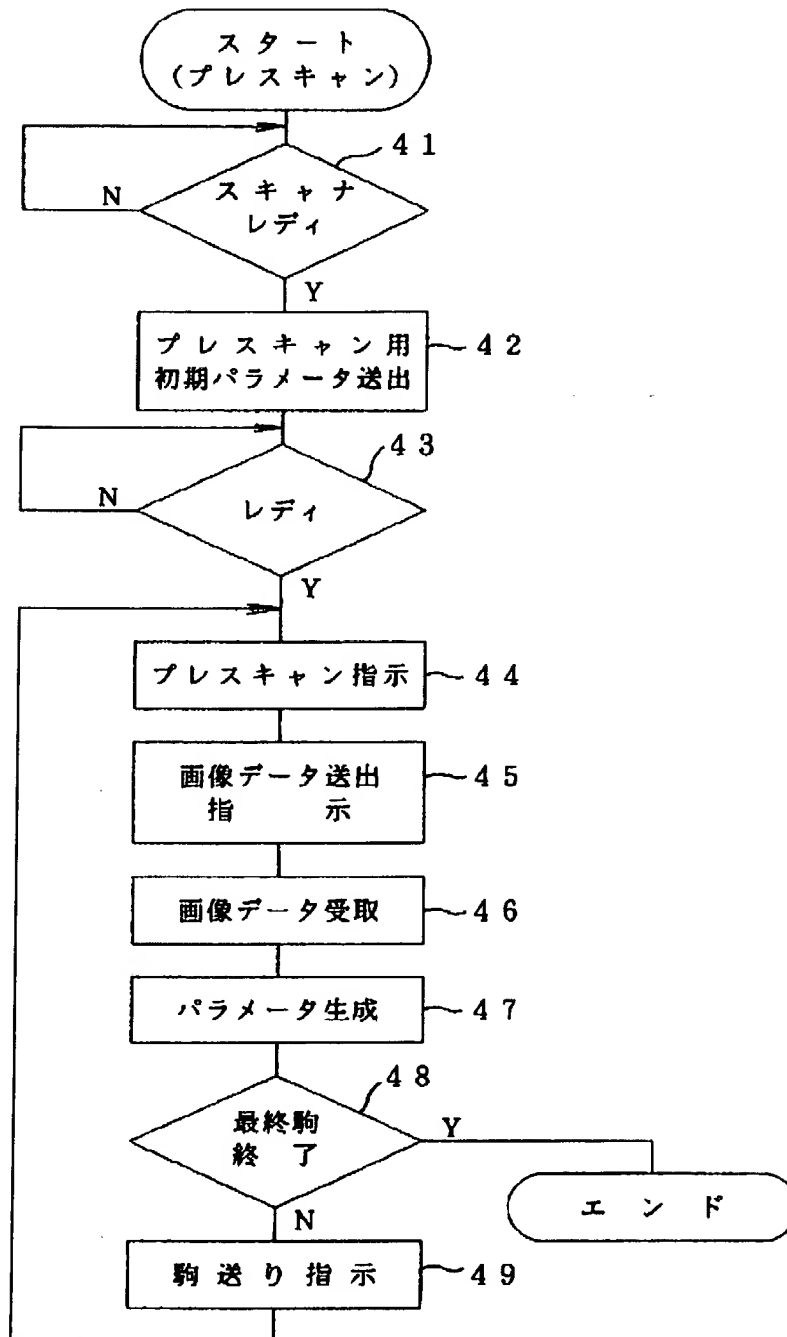 スタート
(プレスキャン)
41
スキャナ
レディ
N
Y
プレスキャン用
初期パラメータ送出
42
43
レディ
N
Y
プレスキャン指示
44
画像データ送出
指示
45
画像データ受取
46
パラメータ生成
47
48
最終駒
終了
Y
エンド
N
駒送り指示
49